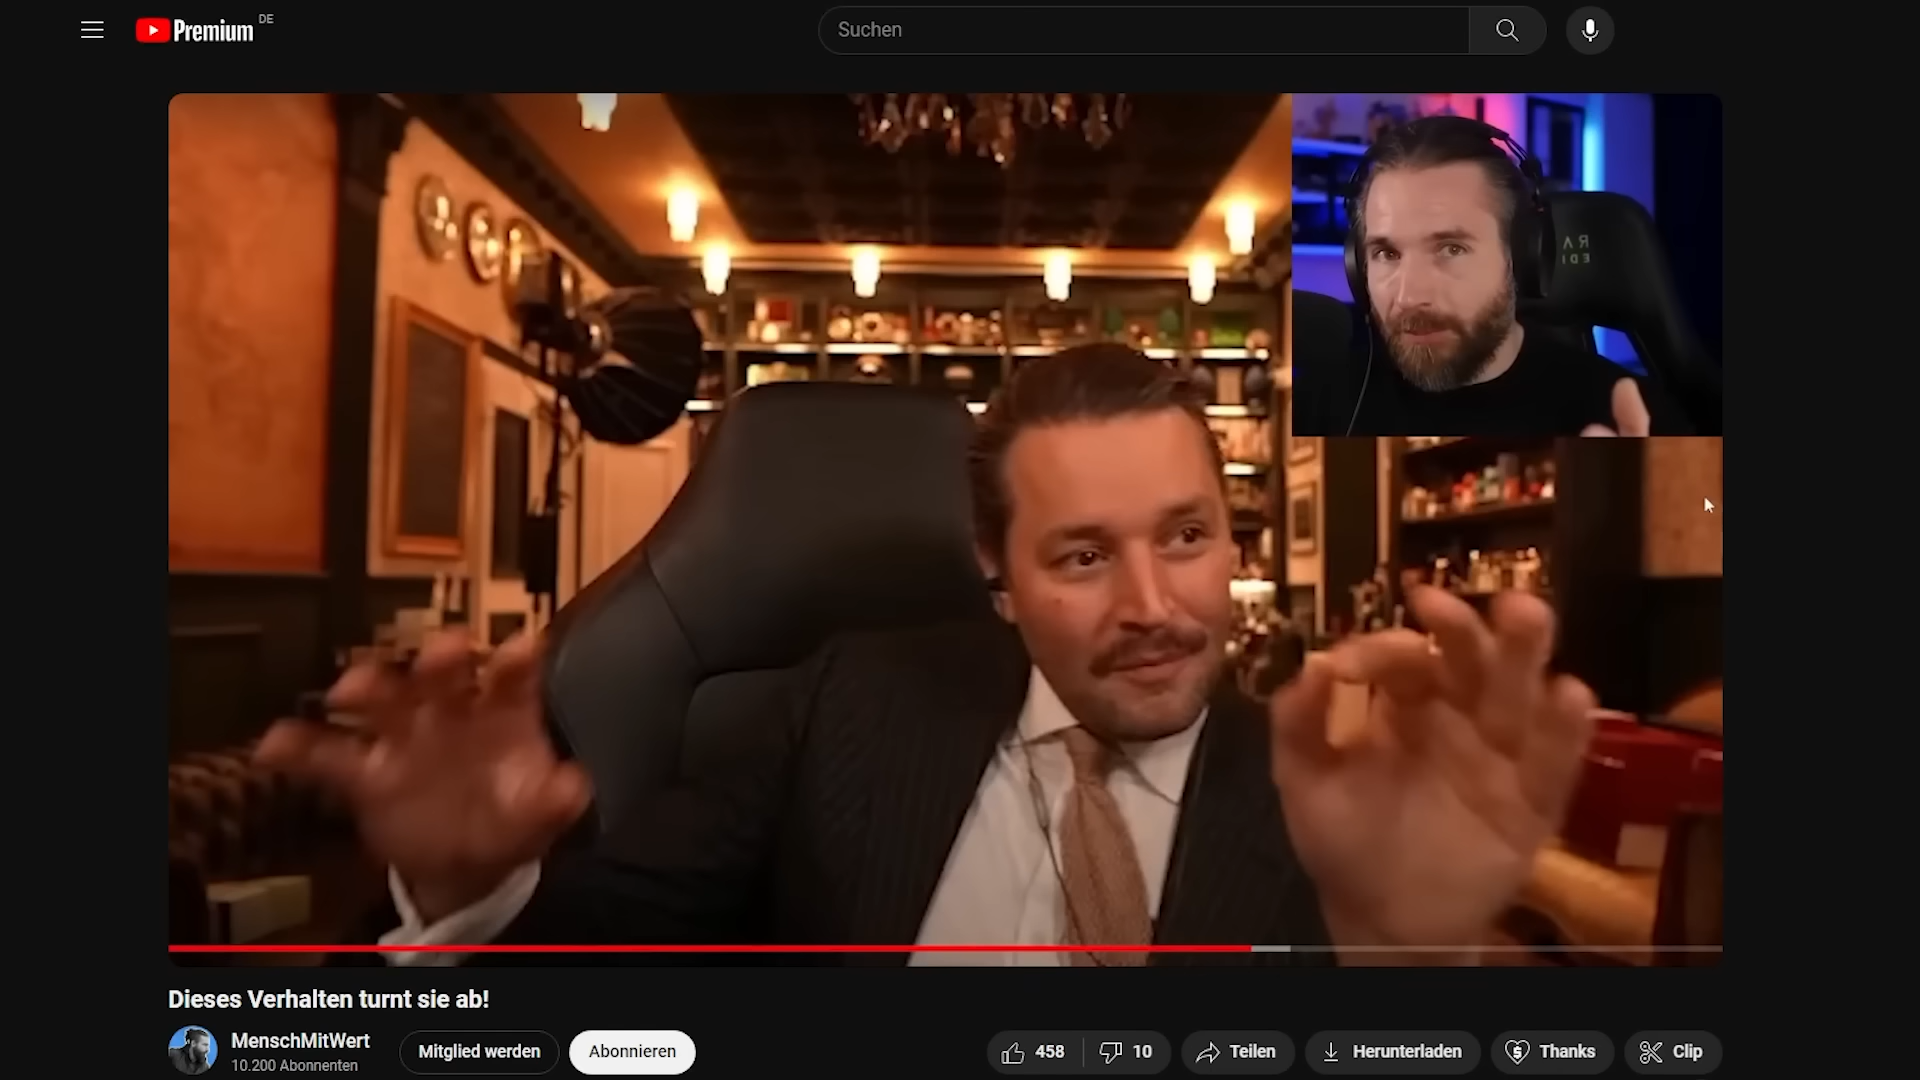 Premium DE
Suchen
Dieses Verhalten turnt sie ab!
MenschMitWert
10.200 Abonnenten
Mitglied werden
Abonnieren
458
10
Teilen
Herunterladen
Thanks
Clip